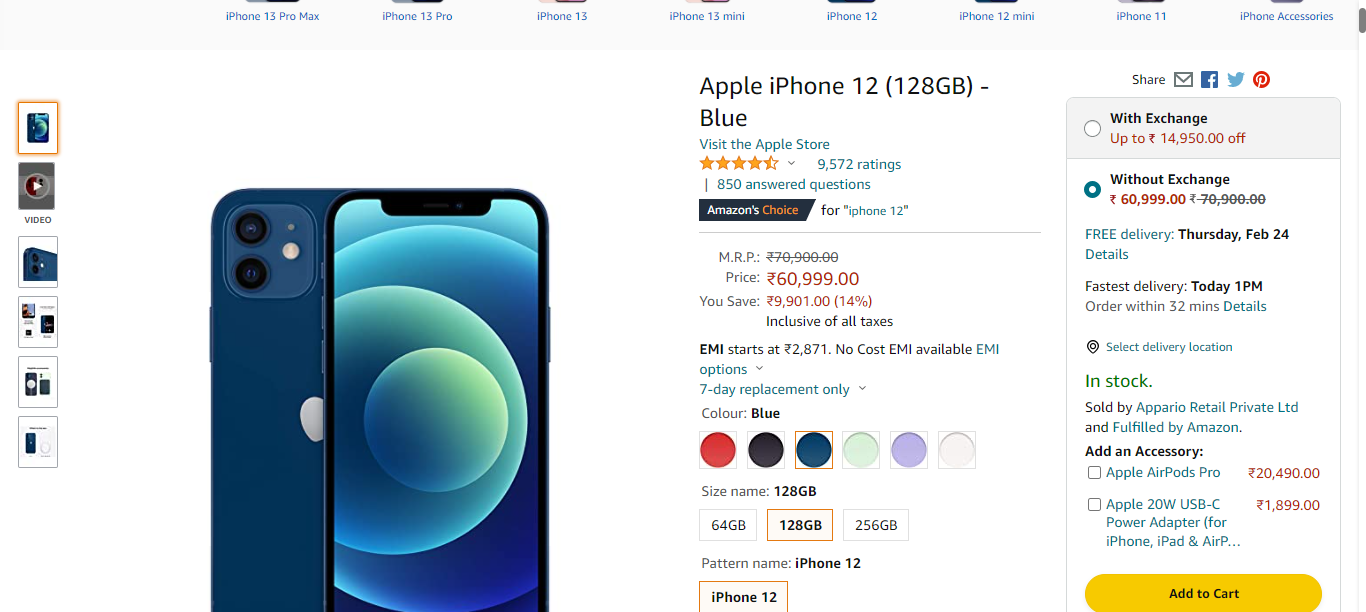 iPhone 13 Pro Max
iPhone 13 Pro
iPhone 13
iPhone 13 mini
iPhone 12
iPhone 12 mini
iPhone 11
iPhone Accessories
VIDEO
Apple iPhone 12 (128GB) -
Blue
Visit the Apple Store
9,572 ratings
| 850 answered questions
Amazon's Choice for "iphone 12"
M.R.P.: ₹70,900.00
Price: ₹60,999.00
You Save: ₹9,901.00 (14%)
Inclusive of all taxes
EMI starts at ₹2,871. No Cost EMI available EMI
options
7-day replacement only
Colour: Blue
Size name: 128GB
64GB
128GB
256GB
Pattern name: iPhone 12
iPhone 12
Share
With Exchange
Up to ₹ 14,950.00 off
Without Exchange
₹ 60,999.00 ₹ 70,900.00
FREE delivery: Thursday, Feb 24
Details
Fastest delivery: Today 1PM
Order within 32 mins Details
Select delivery location
In stock.
Sold by Appario Retail Private Ltd
and Fulfilled by Amazon.
Add an Accessory:
Apple AirPods Pro ₹20,490.00
Apple 20W USB-C ₹1,899.00
Power Adapter (for
iPhone, iPad & AirP…
Add to Cart